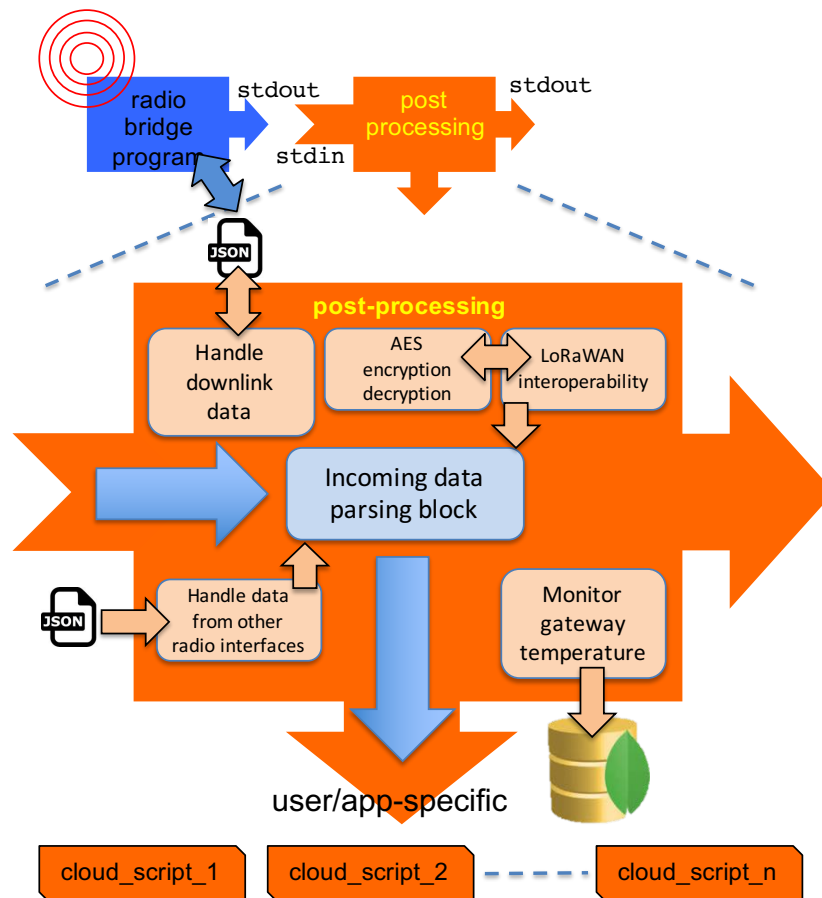 radio
bridge
program
stdout
stdin
post
processing
stdout
JSON
post-processing
Handle
downlink
data
AES
encryption
decryption
LoRaWAN
interoperability
Incoming data
parsing block
JSON
Handle data
from other
radio interfaces
Monitor
gateway
temperature
user/app-specific
cloud_script_1
cloud_script_2
cloud_script_n